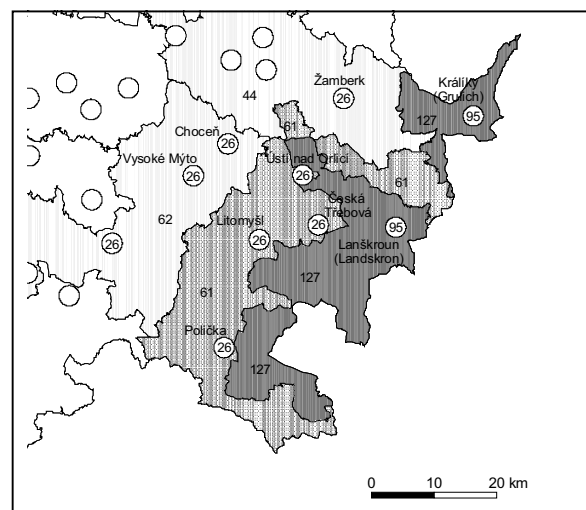 Žamberk
26
44
Králíky
(Grulich)
95
127
Choceň
26
61
Vysoké Mýto
26
Ústí nad Orlicí
26
61
Česká
Třebová
26
62
Litomyšl
26
26
95
Lanškroun
(Landskron)
127
61
Polička
26
127
0 10 20 km